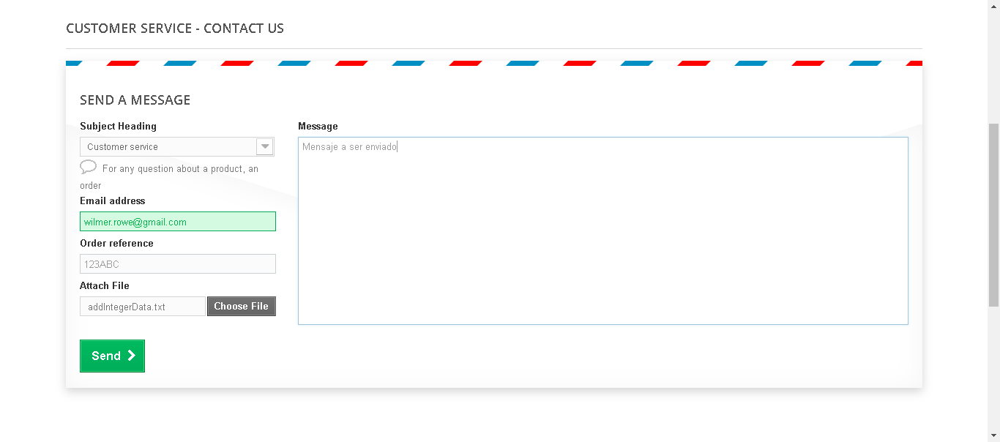 CUSTOMER SERVICE - CONTACT US
SEND A MESSAGE
Subject Heading
Customer service
For any question about a product, an
order
Email address
wilmer.rowe@gmail.com
Order reference
123ABC
Attach File
addIntegerData.txt
Choose File
Send
Message
Mensaje a ser enviado